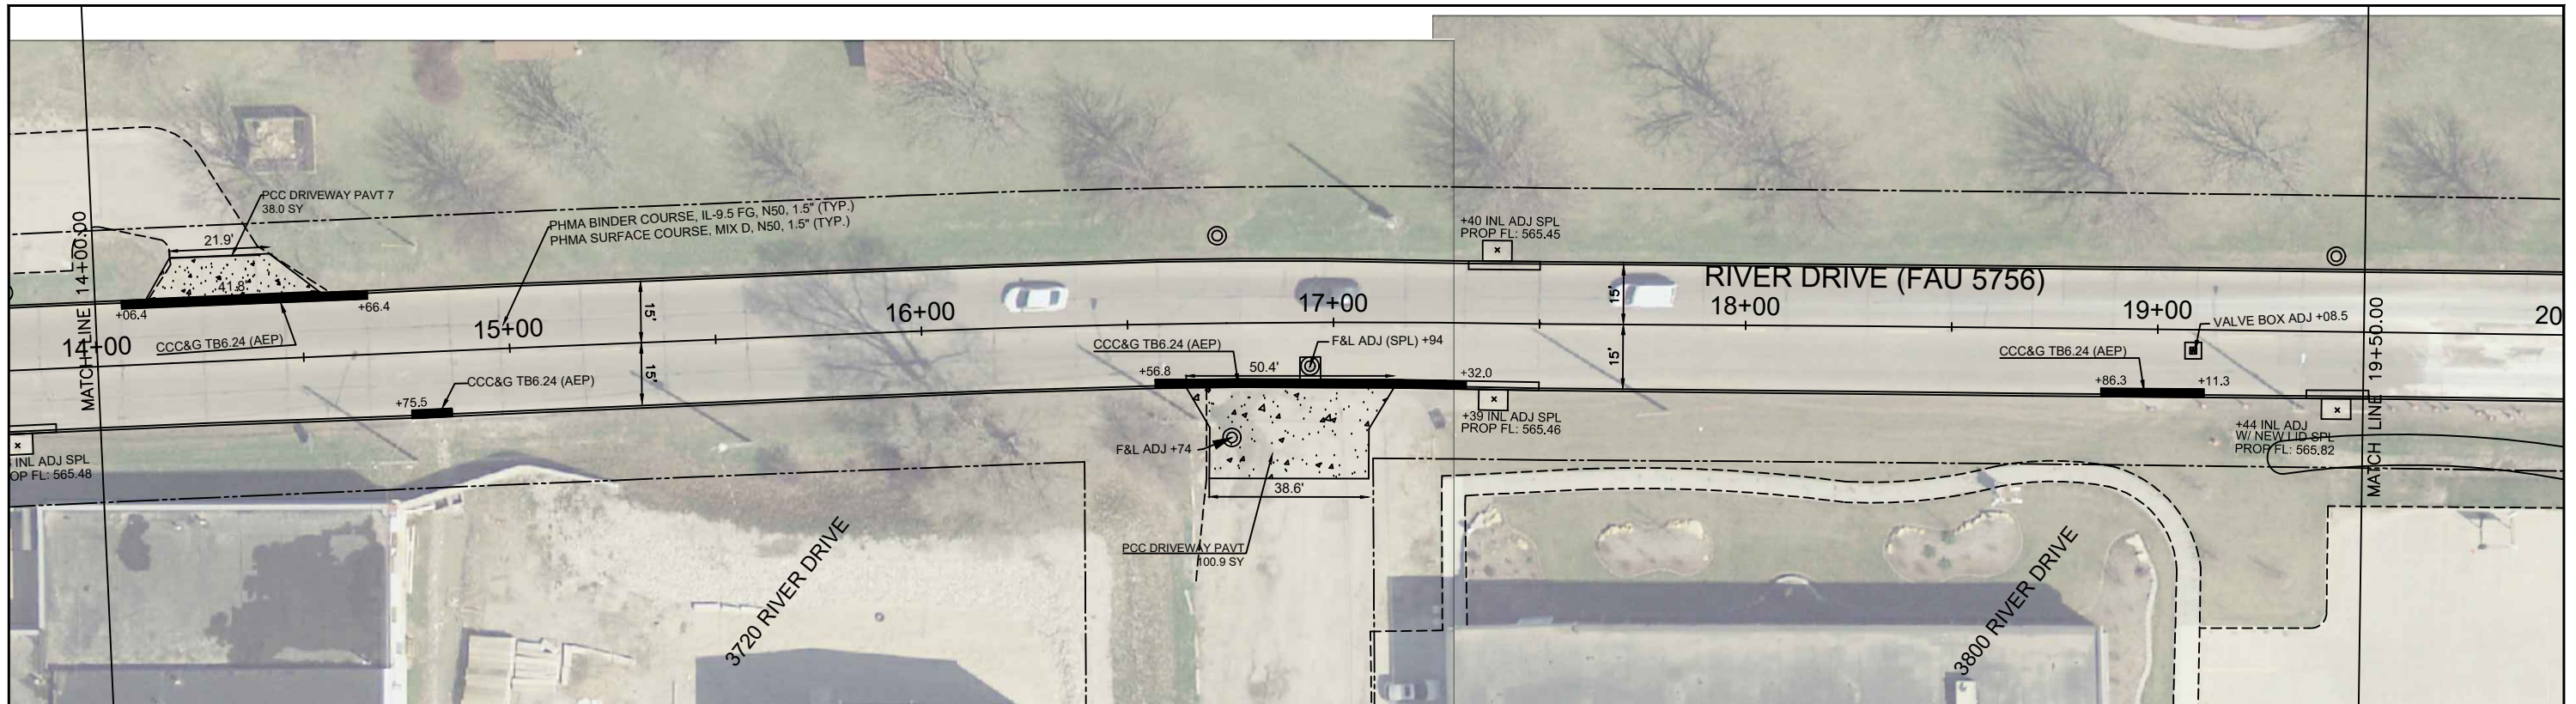 MATCH LINE 14+00.00
PCC DRIVEWAY PAVT 7
38.0 SY
21.9'
41.8'
+06.4
+66.4
CCC&G TB6.24 (AEP)
14+00
INL ADJ SPL
OP FL: 565.48
PHMA BINDER COURSE, IL-9.5 FG, N50, 1.5" (TYP.)
PHMA SURFACE COURSE, MIX D, N50, 1.5" (TYP.)
15+00
+75.5
CCC&G TB6.24 (AEP)
15'
15'
16+00
3720 RIVER DRIVE
17+00
F&L ADJ (SPL) +94
CCC&G TB6.24 (AEP)
+56.8
50.4'
+32.0
F&L ADJ +74
38.6'
PCC DRIVEWAY PAVT
100.9 SY
+40 INL ADJ SPL
PROP FL: 565.45
+39 INL ADJ SPL
PROP FL: 565.46
15'
15'
RIVER DRIVE (FAU 5756)
18+00
19+00
VALVE BOX ADJ +08.5
CCC&G TB6.24 (AEP)
+86.3
+11.3
3800 RIVER DRIVE
+44 INL ADJ
W/ NEW LID SPL
PROP FL: 565.82
MATCH LINE 19+50.00
20